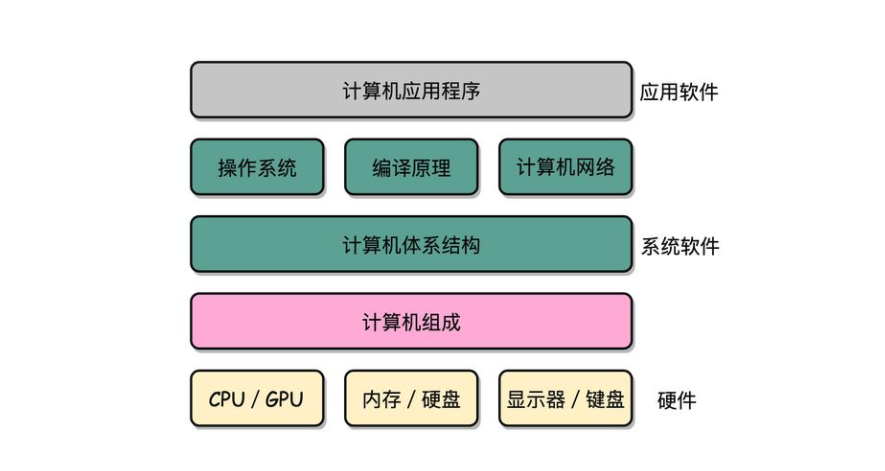 计算机应用程序 应用软件
操作系统 编译原理 计算机网络
计算机体系结构 系统软件
计算机组成
CPU / GPU 内存 / 硬盘 显示器 / 键盘 硬件